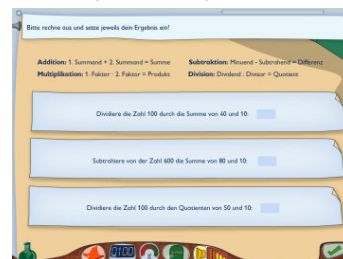 Bitte rechne aus und setze jeweils dein Ergebnis ein!
Addition: 1. Summand + 2. Summand = Summe
Subtraktion: Minuend - Subtrahend = Differenz
Multiplikation: 1. Faktor · 2. Faktor = Produkt
Division: Dividend : Divisor = Quotient
Dividiere die Zahl 100 durch die Summe von 40 und 10:
Subtrahiere von der Zahl 600 die Summe von 80 und 10:
Dividiere die Zahl 100 durch den Quotienten von 50 und 10: